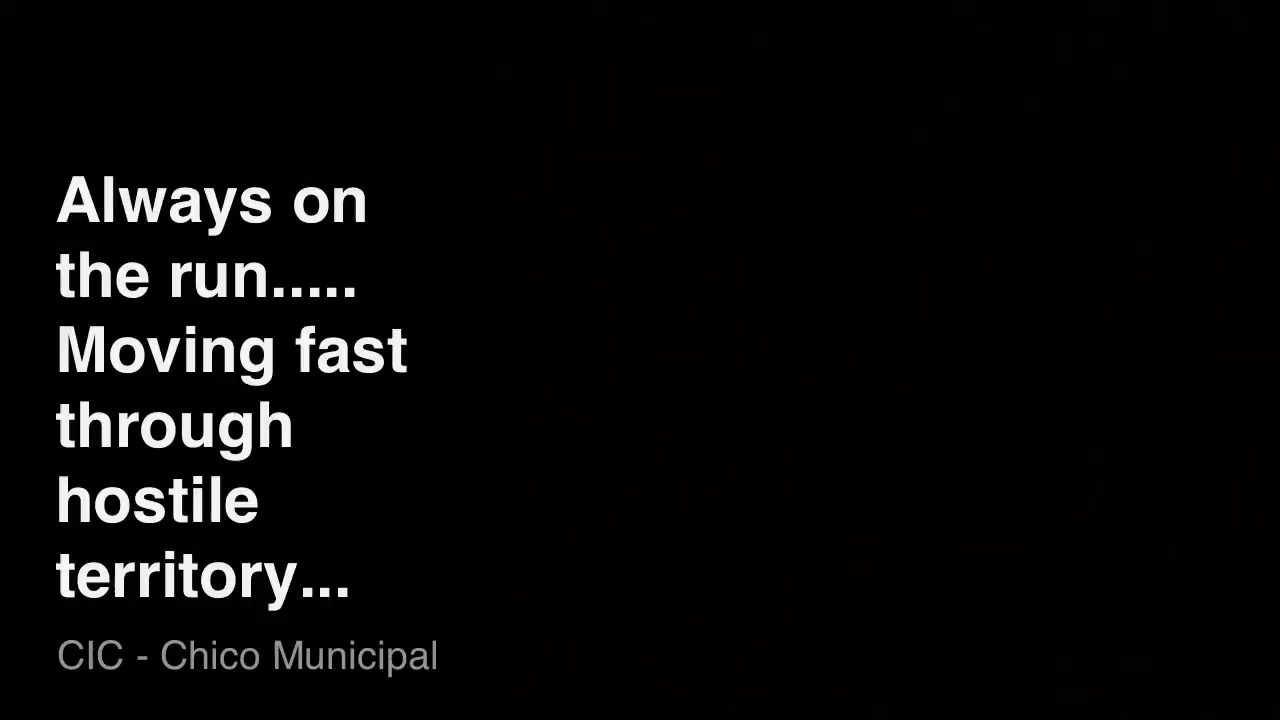 Always on
the run.....
Moving fast
through
hostile
territory...
CIC - Chico Municipal